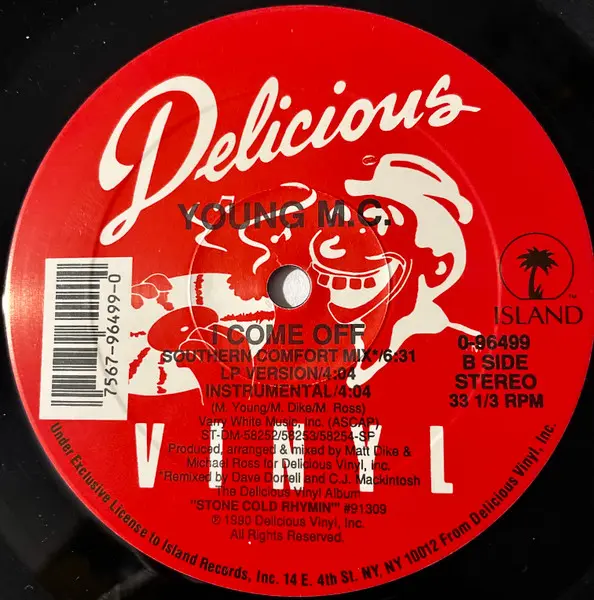 Delicious
YOUNG M.C.
ISLAND
TM
7567-96499-0
0-96499
B SIDE
STEREO
33 1/3 RPM
I COME OFF
SOUTHERN COMFORT MIX*/6:31
LP VERSION/4:04
INSTRUMENTAL/4:04
(M. Young/M. Dike/M. Ross)
Varry White Music, Inc. (ASCAP)
ST-DM-58252/58253/58254-SP
VINYL
Produced, arranged & mixed by Matt Dike &
Michael Ross for Delicious Vinyl, Inc.
*Remixed by Dave Dorrell and C.J. Mackintosh
The Delicious Vinyl Album
"STONE COLD RHYMIN'" #91309
℗ 1990 Delicious Vinyl, Inc.
All Rights Reserved.
Under Exclusive License to Island Records, Inc. 14 E. 4th St. NY, NY 10012 From Delicious Vinyl, Inc.